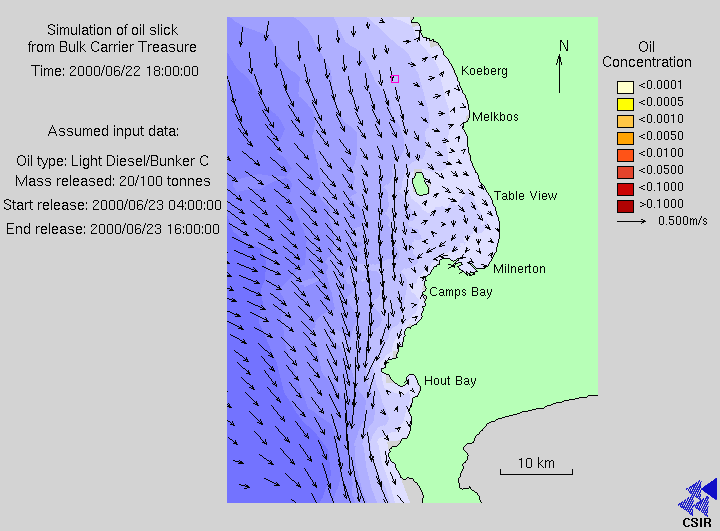 Simulation of oil slick
from Bulk Carrier Treasure
Time: 2000/06/22 18:00:00
Assumed input data:
Oil type: Light Diesel/Bunker C
Mass released: 20/100 tonnes
Start release: 2000/06/23 04:00:00
End release: 2000/06/23 16:00:00
N
Koeberg
Melkbos
Table View
Milnerton
Camps Bay
Hout Bay
10 km
Oil
Concentration
<0.0001
<0.0005
<0.0010
<0.0050
<0.0100
<0.0500
>0.1000
>0.1000
0.500m/s
CSIR